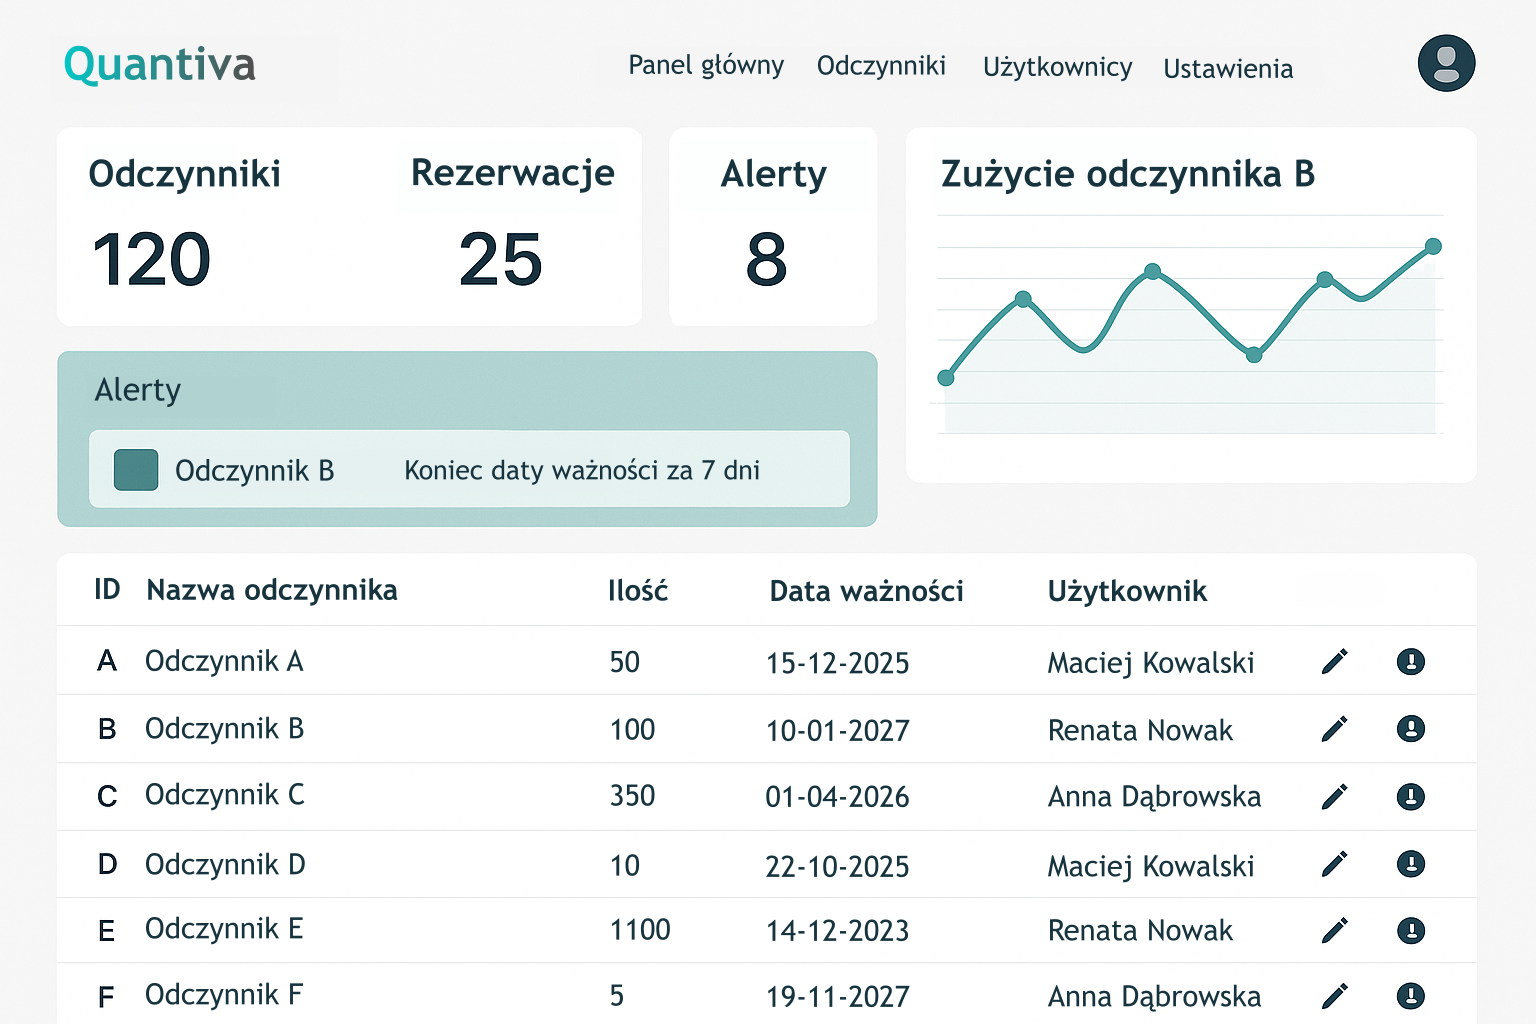 Quantiva
Panel główny Odczynniki Użytkownicy Ustawienia
Odczynniki Rezerwacje
120 25
Alerty
8
Zużycie odczynnika B
Alerty
Odczynnik B Koniec daty ważności za 7 dni
ID Nazwa odczynnika Ilość Data ważności Użytkownik
A Odczynnik A 50 15-12-2025 Maciej Kowalski
B Odczynnik B 100 10-01-2027 Renata Nowak
C Odczynnik C 350 01-04-2026 Anna Dąbrowska
D Odczynnik D 10 22-10-2025 Maciej Kowalski
E Odczynnik E 1100 14-12-2023 Renata Nowak
F Odczynnik F 5 19-11-2027 Anna Dąbrowska